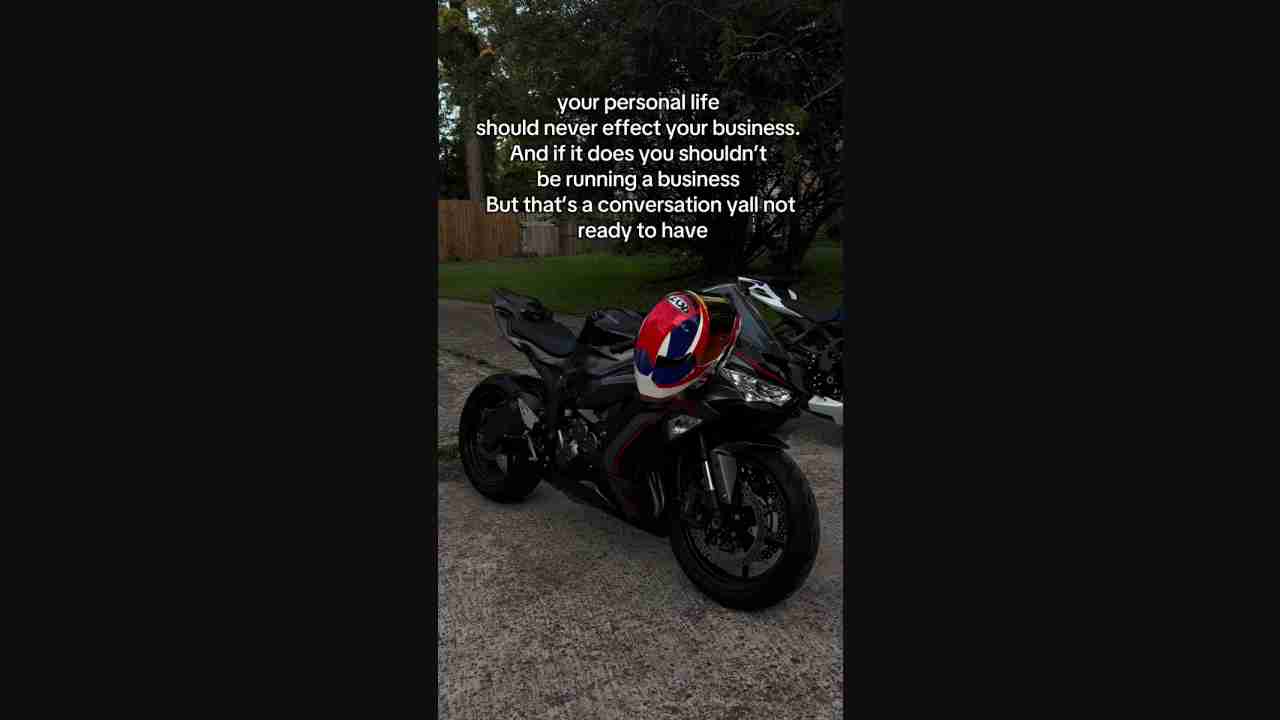 your personal life
should never effect your business.
And if it does you shouldn't
be running a business
But that's a conversation yall not
ready to have